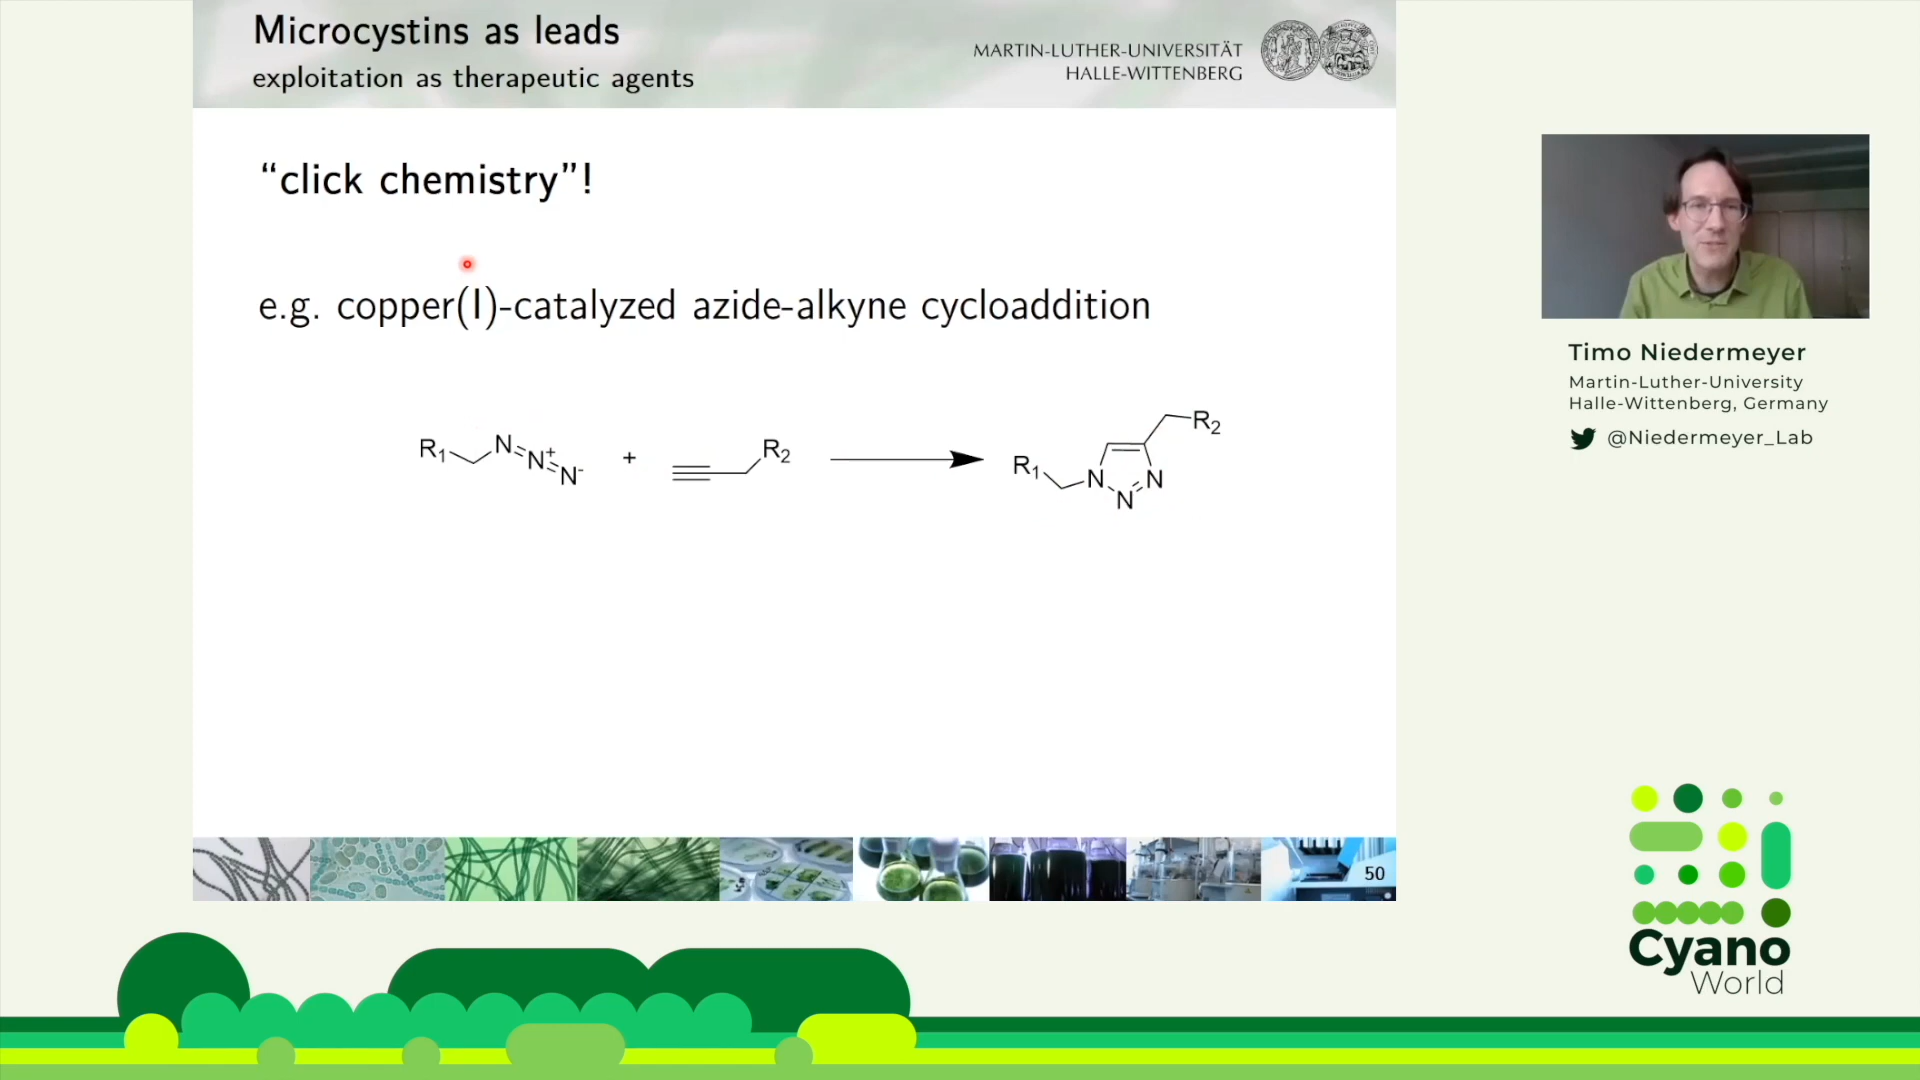 Microcystins as leads
exploitation as therapeutic agents
MARTIN-LUTHER-UNIVERSITÄT
HALLE-WITTENBERG
“click chemistry”!
e.g. copper(I)-catalyzed azide-alkyne cycloaddition
R1 N N+ N- + R2
R1 N N N R2
50
Timo Niedermeyer
Martin-Luther-University
Halle-Wittenberg, Germany
@Niedermeyer_Lab
Cyano
World